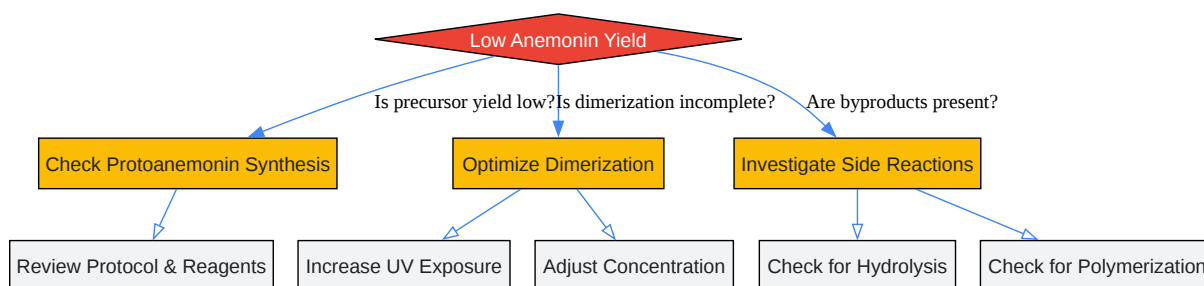 Low Anemonin Yield
Is precursor yield low?
Is dimerization incomplete?
Are byproducts present?
Check Protoanemonin Synthesis
Optimize Dimerization
Investigate Side Reactions
Review Protocol & Reagents
Increase UV Exposure
Adjust Concentration
Check for Hydrolysis
Check for Polymerization